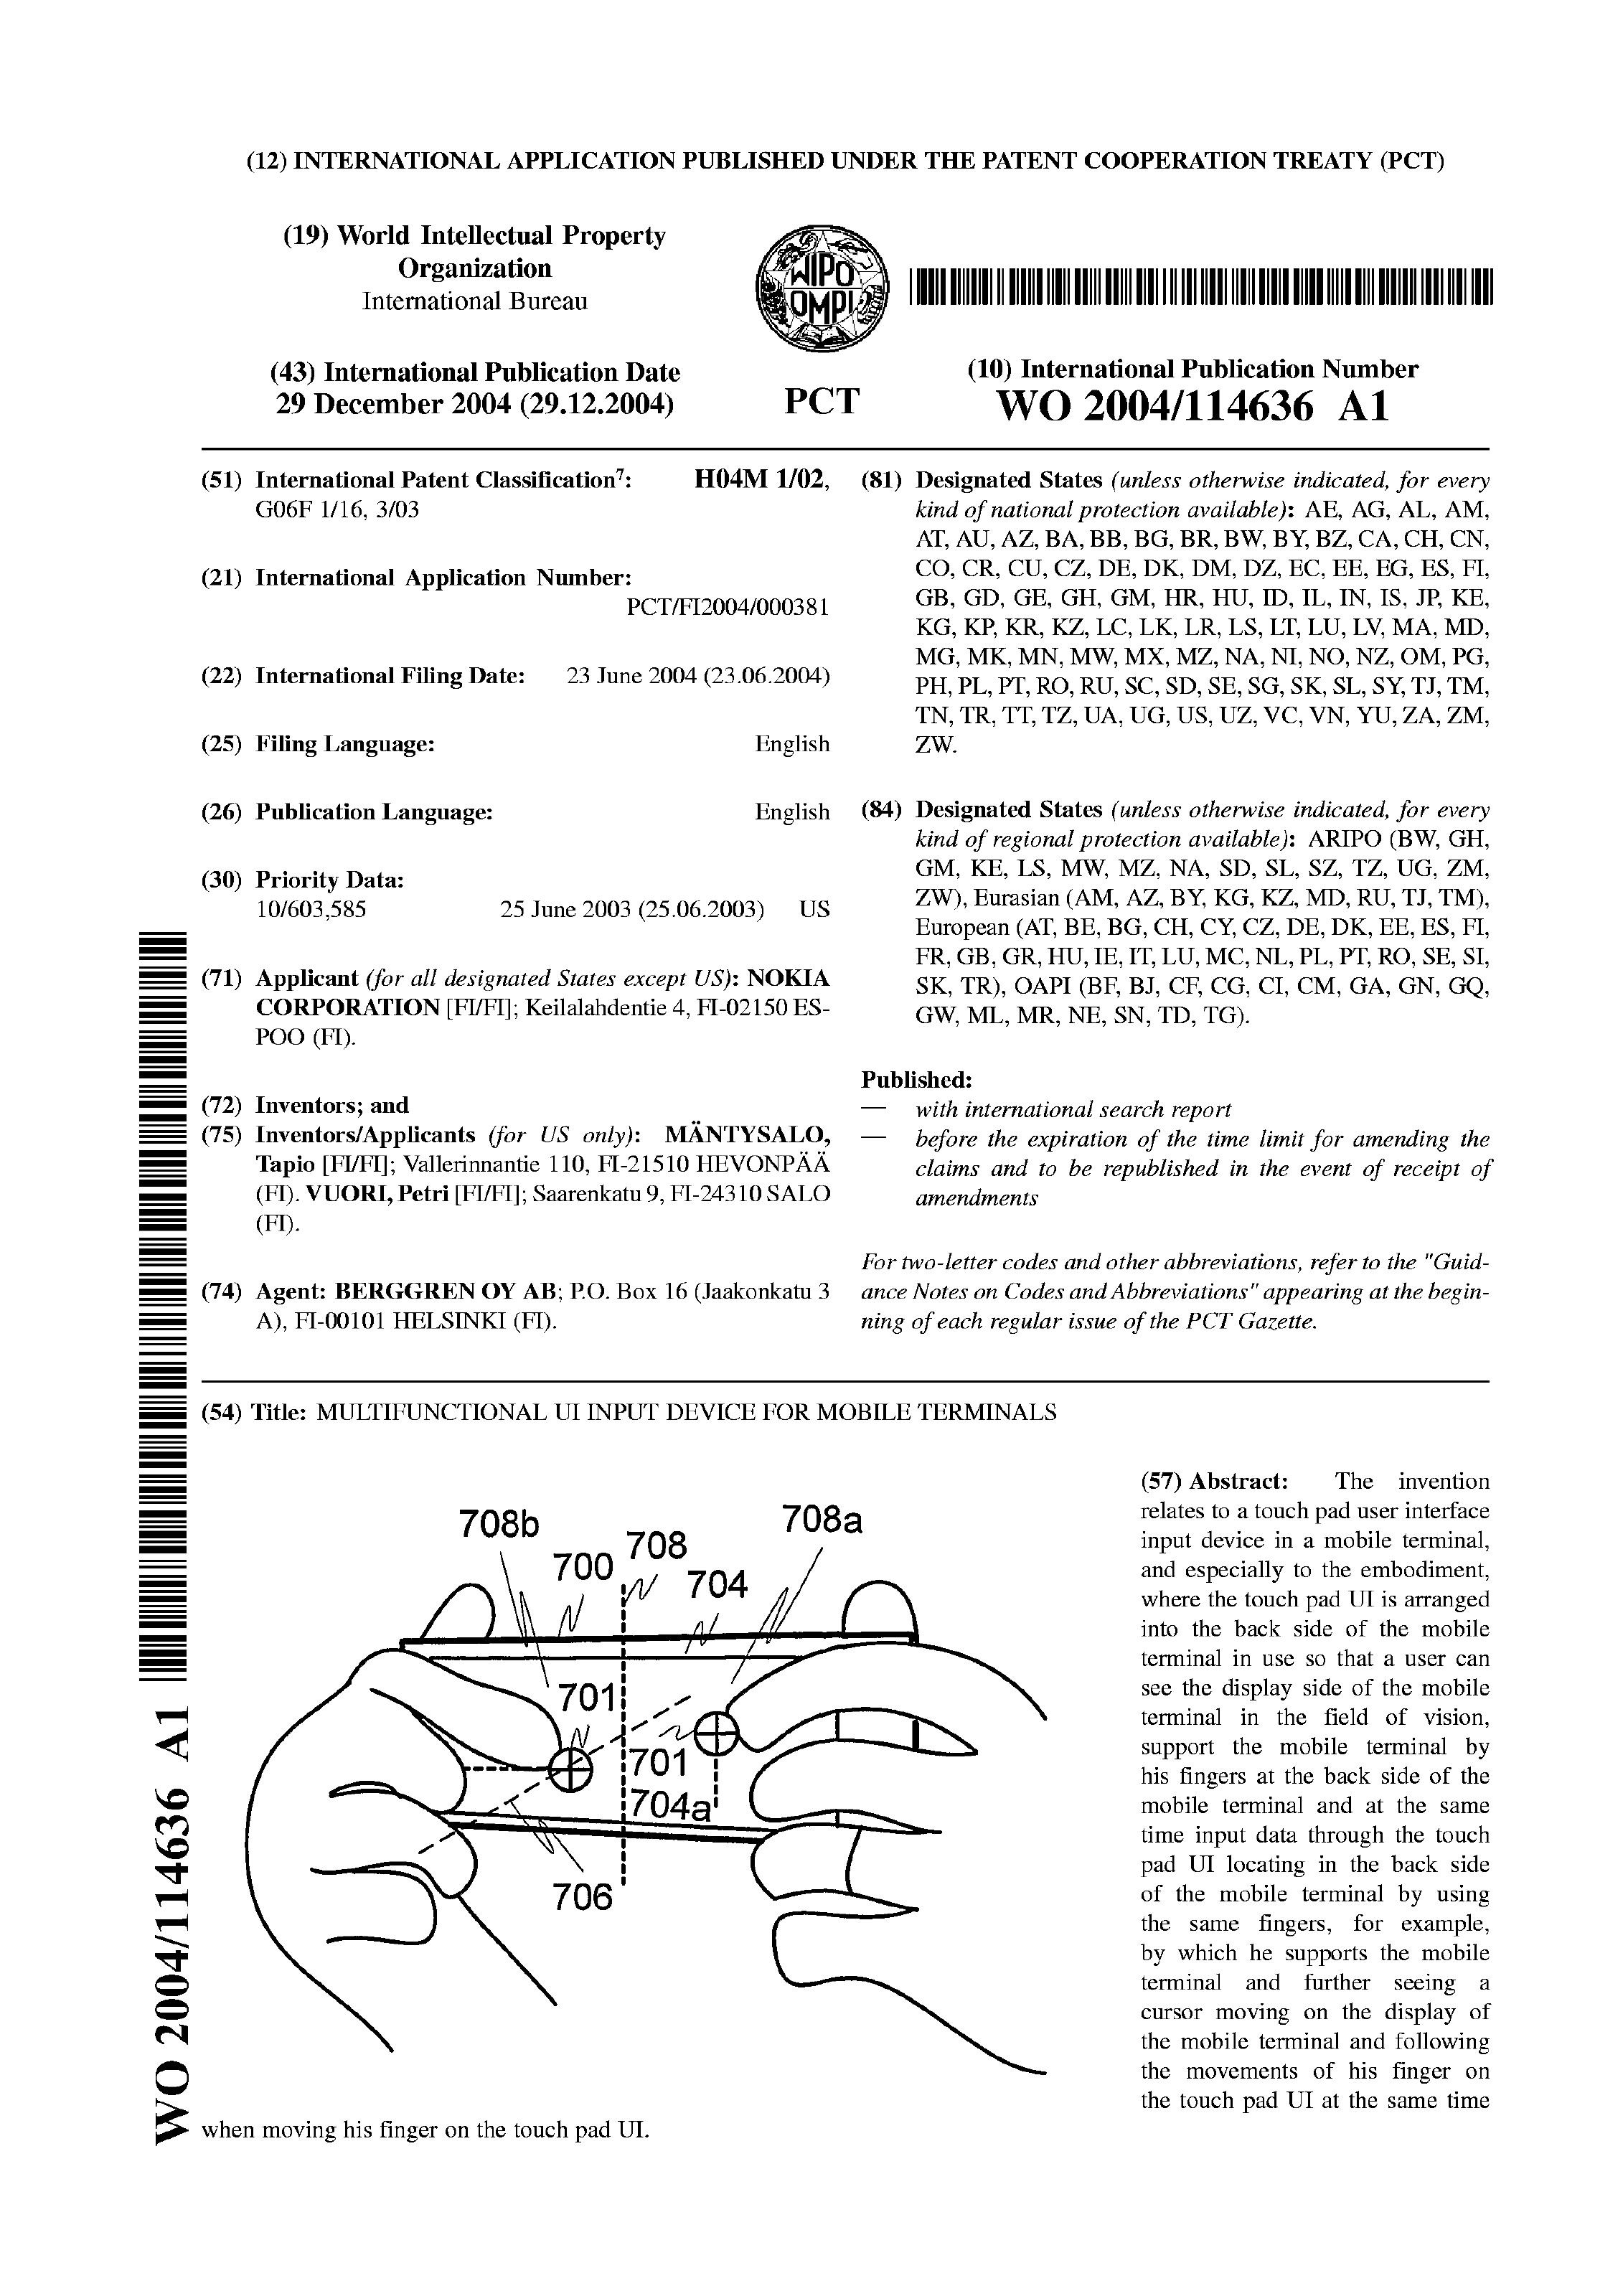 (12) INTERNATIONAL APPLICATION PUBLISHED UNDER THE PATENT COOPERATION TREATY (PCT)
(19) World Intellectual Property
Organization
International Bureau
WIPO
OMPI
(43) International Publication Date
29 December 2004 (29.12.2004)
PCT
(10) International Publication Number
WO 2004/114636 A1
(51) International Patent Classification7: H04M 1/02,
G06F 1/16, 3/03
(21) International Application Number:
PCT/FI2004/000381
(22) International Filing Date: 23 June 2004 (23.06.2004)
(25) Filing Language: English
(26) Publication Language: English
(30) Priority Data:
10/603,585 25 June 2003 (25.06.2003) US
(71) Applicant (for all designated States except US): NOKIA
CORPORATION [FI/FI]; Keilalahdentie 4, FI-02150 ES-
POO (FI).
(72) Inventors; and
(75) Inventors/Applicants (for US only): MÄNTYSALO,
Tapio [FI/FI]; Vallerinnantie 110, FI-21510 HEVONPÄÄ
(FI). VUORI, Petri [FI/FI]; Saarenkatu 9, FI-24310 SALO
(FI).
(74) Agent: BERGGREN OY AB; P.O. Box 16 (Jaakonkatu 3
A), FI-00101 HELSINKI (FI).
(81) Designated States (unless otherwise indicated, for every
kind of national protection available): AE, AG, AL, AM,
AT, AU, AZ, BA, BB, BG, BR, BW, BY, BZ, CA, CH, CN,
CO, CR, CU, CZ, DE, DK, DM, DZ, EC, EE, EG, ES, FI,
GB, GD, GE, GH, GM, HR, HU, ID, IL, IN, IS, JP, KE,
KG, KP, KR, KZ, LC, LK, LR, LS, LT, LU, LV, MA, MD,
MG, MK, MN, MW, MX, MZ, NA, NI, NO, NZ, OM, PG,
PH, PL, PT, RO, RU, SC, SD, SE, SG, SK, SL, SY, TJ, TM,
TN, TR, TT, TZ, UA, UG, US, UZ, VC, VN, YU, ZA, ZM,
ZW.
(84) Designated States (unless otherwise indicated, for every
kind of regional protection available): ARIPO (BW, GH,
GM, KE, LS, MW, MZ, NA, SD, SL, SZ, TZ, UG, ZM,
ZW), Eurasian (AM, AZ, BY, KG, KZ, MD, RU, TJ, TM),
European (AT, BE, BG, CH, CY, CZ, DE, DK, EE, ES, FI,
FR, GB, GR, HU, IE, IT, LU, MC, NL, PL, PT, RO, SE, SI,
SK, TR), OAPI (BF, BJ, CF, CG, CI, CM, GA, GN, GQ,
GW, ML, MR, NE, SN, TD, TG).
Published:
— with international search report
— before the expiration of the time limit for amending the
claims and to be republished in the event of receipt of
amendments
For two-letter codes and other abbreviations, refer to the "Guid-
ance Notes on Codes and Abbreviations" appearing at the begin-
ning of each regular issue of the PCT Gazette.
(54) Title: MULTIFUNCTIONAL UI INPUT DEVICE FOR MOBILE TERMINALS
708b
700
708
704
708a
701
701
704a
706
(57) Abstract: The invention
relates to a touch pad user interface
input device in a mobile terminal,
and especially to the embodiment,
where the touch pad UI is arranged
into the back side of the mobile
terminal in use so that a user can
see the display side of the mobile
terminal in the field of vision,
support the mobile terminal by
his fingers at the back side of the
mobile terminal and at the same
time input data through the touch
pad UI locating in the back side
of the mobile terminal by using
the same fingers, for example,
by which he supports the mobile
terminal and further seeing a
cursor moving on the display of
the mobile terminal and following
the movements of his finger on
the touch pad UI at the same time
when moving his finger on the touch pad UI.
WO 2004/114636 A1